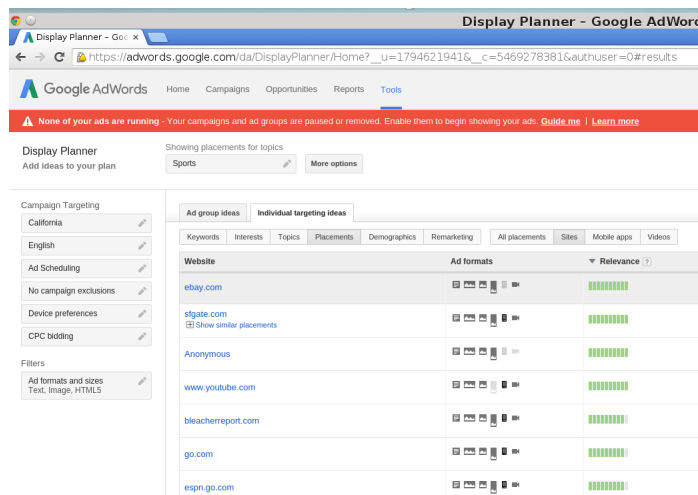 Display Planner - Google AdWor
Display Planner - Goo
https://adwords.google.com/da/DisplayPlanner/Home?__u=1794621941&__c=5469278381&authuser=0#results
Google AdWords
Home Campaigns Opportunities Reports Tools
None of your ads are running - Your campaigns and ad groups are paused or removed. Enable them to begin showing your ads. Guide me | Learn more
Display Planner
Add ideas to your plan
Showing placements for topics
Sports
More options
Campaign Targeting
California
English
Ad Scheduling
No campaign exclusions
Device preferences
CPC bidding
Filters
Ad formats and sizes
Text, Image, HTML5
Ad group ideas Individual targeting ideas
Keywords Interests Topics Placements Demographics Remarketing All placements Sites Mobile apps Videos
Website Ad formats Relevance ?
ebay.com
sfgate.com
Show similar placements
Anonymous
www.youtube.com
bleacherreport.com
go.com
espn.go.com